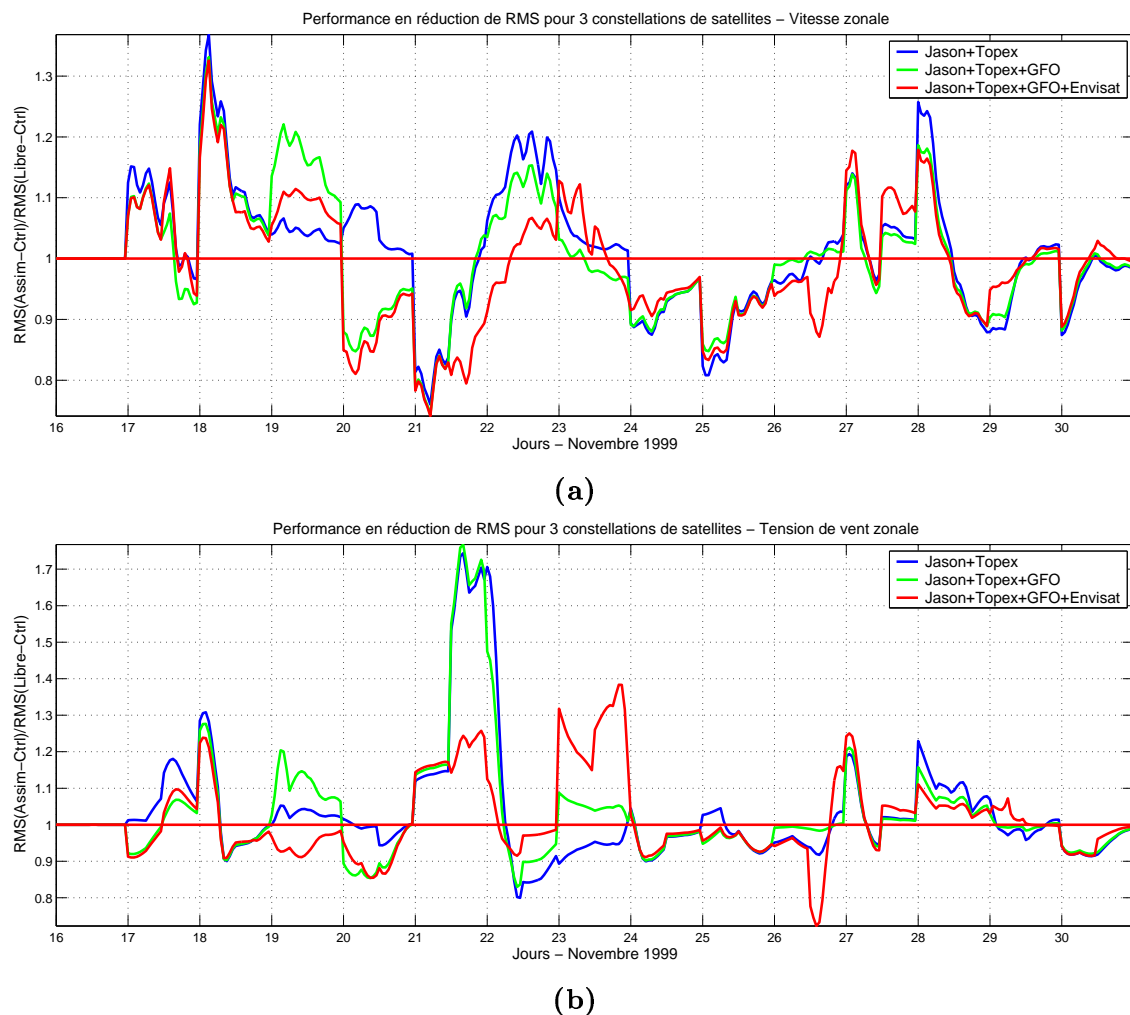 Performance en réduction de RMS pour 3 constellations de satellites − Vitesse zonale
Jason+Topex
Jason+Topex+GFO
Jason+Topex+GFO+Envisat
RMS(Assim−Ctrl)/RMS(Libre−Ctrl)
1.3
1.2
1.1
1
0.9
0.8
16 17 18 19 20 21 22 23 24 25 26 27 28 29 30
Jours − Novembre 1999
(a)
Performance en réduction de RMS pour 3 constellations de satellites − Tension de vent zonale
Jason+Topex
Jason+Topex+GFO
Jason+Topex+GFO+Envisat
RMS(Assim−Ctrl)/RMS(Libre−Ctrl)
1.7
1.6
1.5
1.4
1.3
1.2
1.1
1
0.9
0.8
16 17 18 19 20 21 22 23 24 25 26 27 28 29 30
Jours − Novembre 1999
(b)